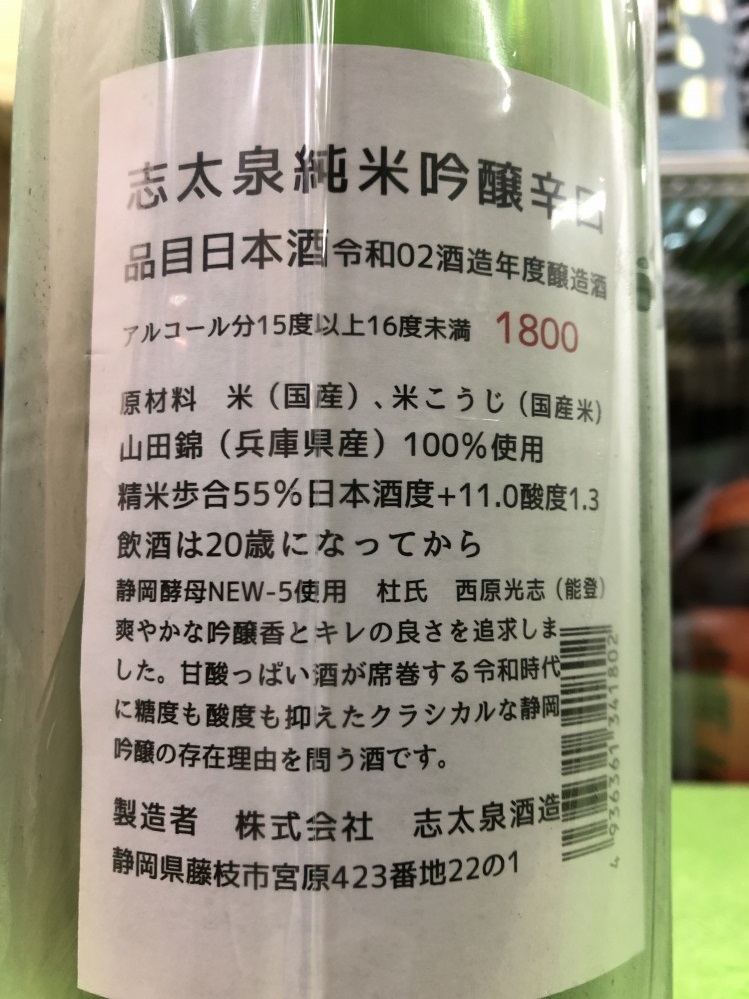 志太泉純米吟醸辛口
品目日本酒令和02酒造年度醸造酒
アルコール分15度以上16度未満 1800
原材料 米（国産）、米こうじ（国産米）
山田錦（兵庫県産）100%使用
精米歩合55%日本酒度+11.0酸度1.3
飲酒は20歳になってから
静岡酵母NEW-5使用 杜氏 西原光志（能登）
爽やかな吟醸香とキレの良さを追求しま
した。甘酸っぱい酒が席巻する令和時代
に糖度も酸度も抑えたクラシカルな静岡
吟醸の存在理由を問う酒です。
製造者 株式会社 志太泉酒造
静岡県藤枝市宮原423番地22の1
4936361341802